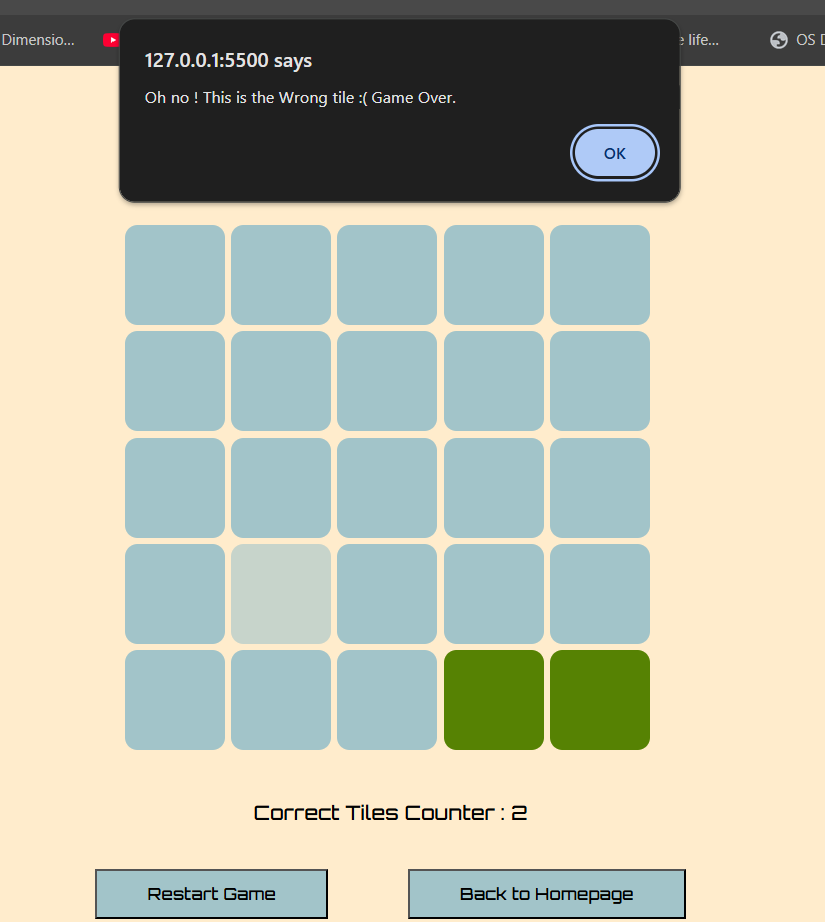 Dimensio...
e life...
OS
127.0.0.1:5500 says
Oh no ! This is the Wrong tile :( Game Over.
OK
Correct Tiles Counter : 2
Restart Game
Back to Homepage